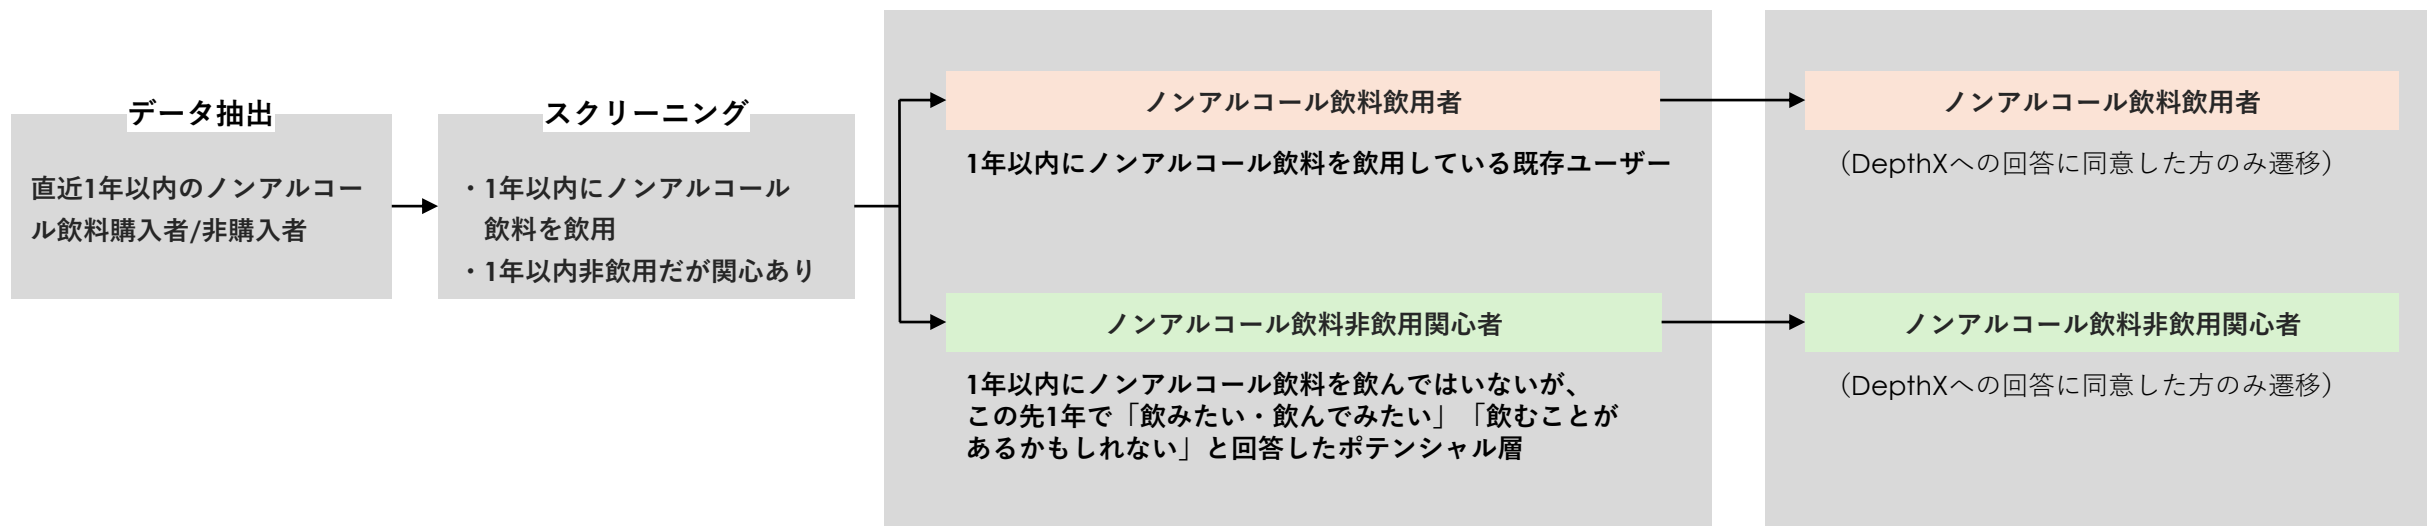 データ抽出
直近1年以内のノンアルコー
ル飲料購入者/非購入者
スクリーニング
・1年以内にノンアルコール
飲料を飲用
・1年以内非飲用だが関心あり
ノンアルコール飲料飲用者
1年以内にノンアルコール飲料を飲用している既存ユーザー
ノンアルコール飲料非飲用関心者
1年以内にノンアルコール飲料を飲んではいないが、
この先1年で「飲みたい・飲んでみたい」「飲むことが
あるかもしれない」と回答したポテンシャル層
ノンアルコール飲料飲用者
（DepthXへの回答に同意した方のみ遷移）
ノンアルコール飲料非飲用関心者
（DepthXへの回答に同意した方のみ遷移）